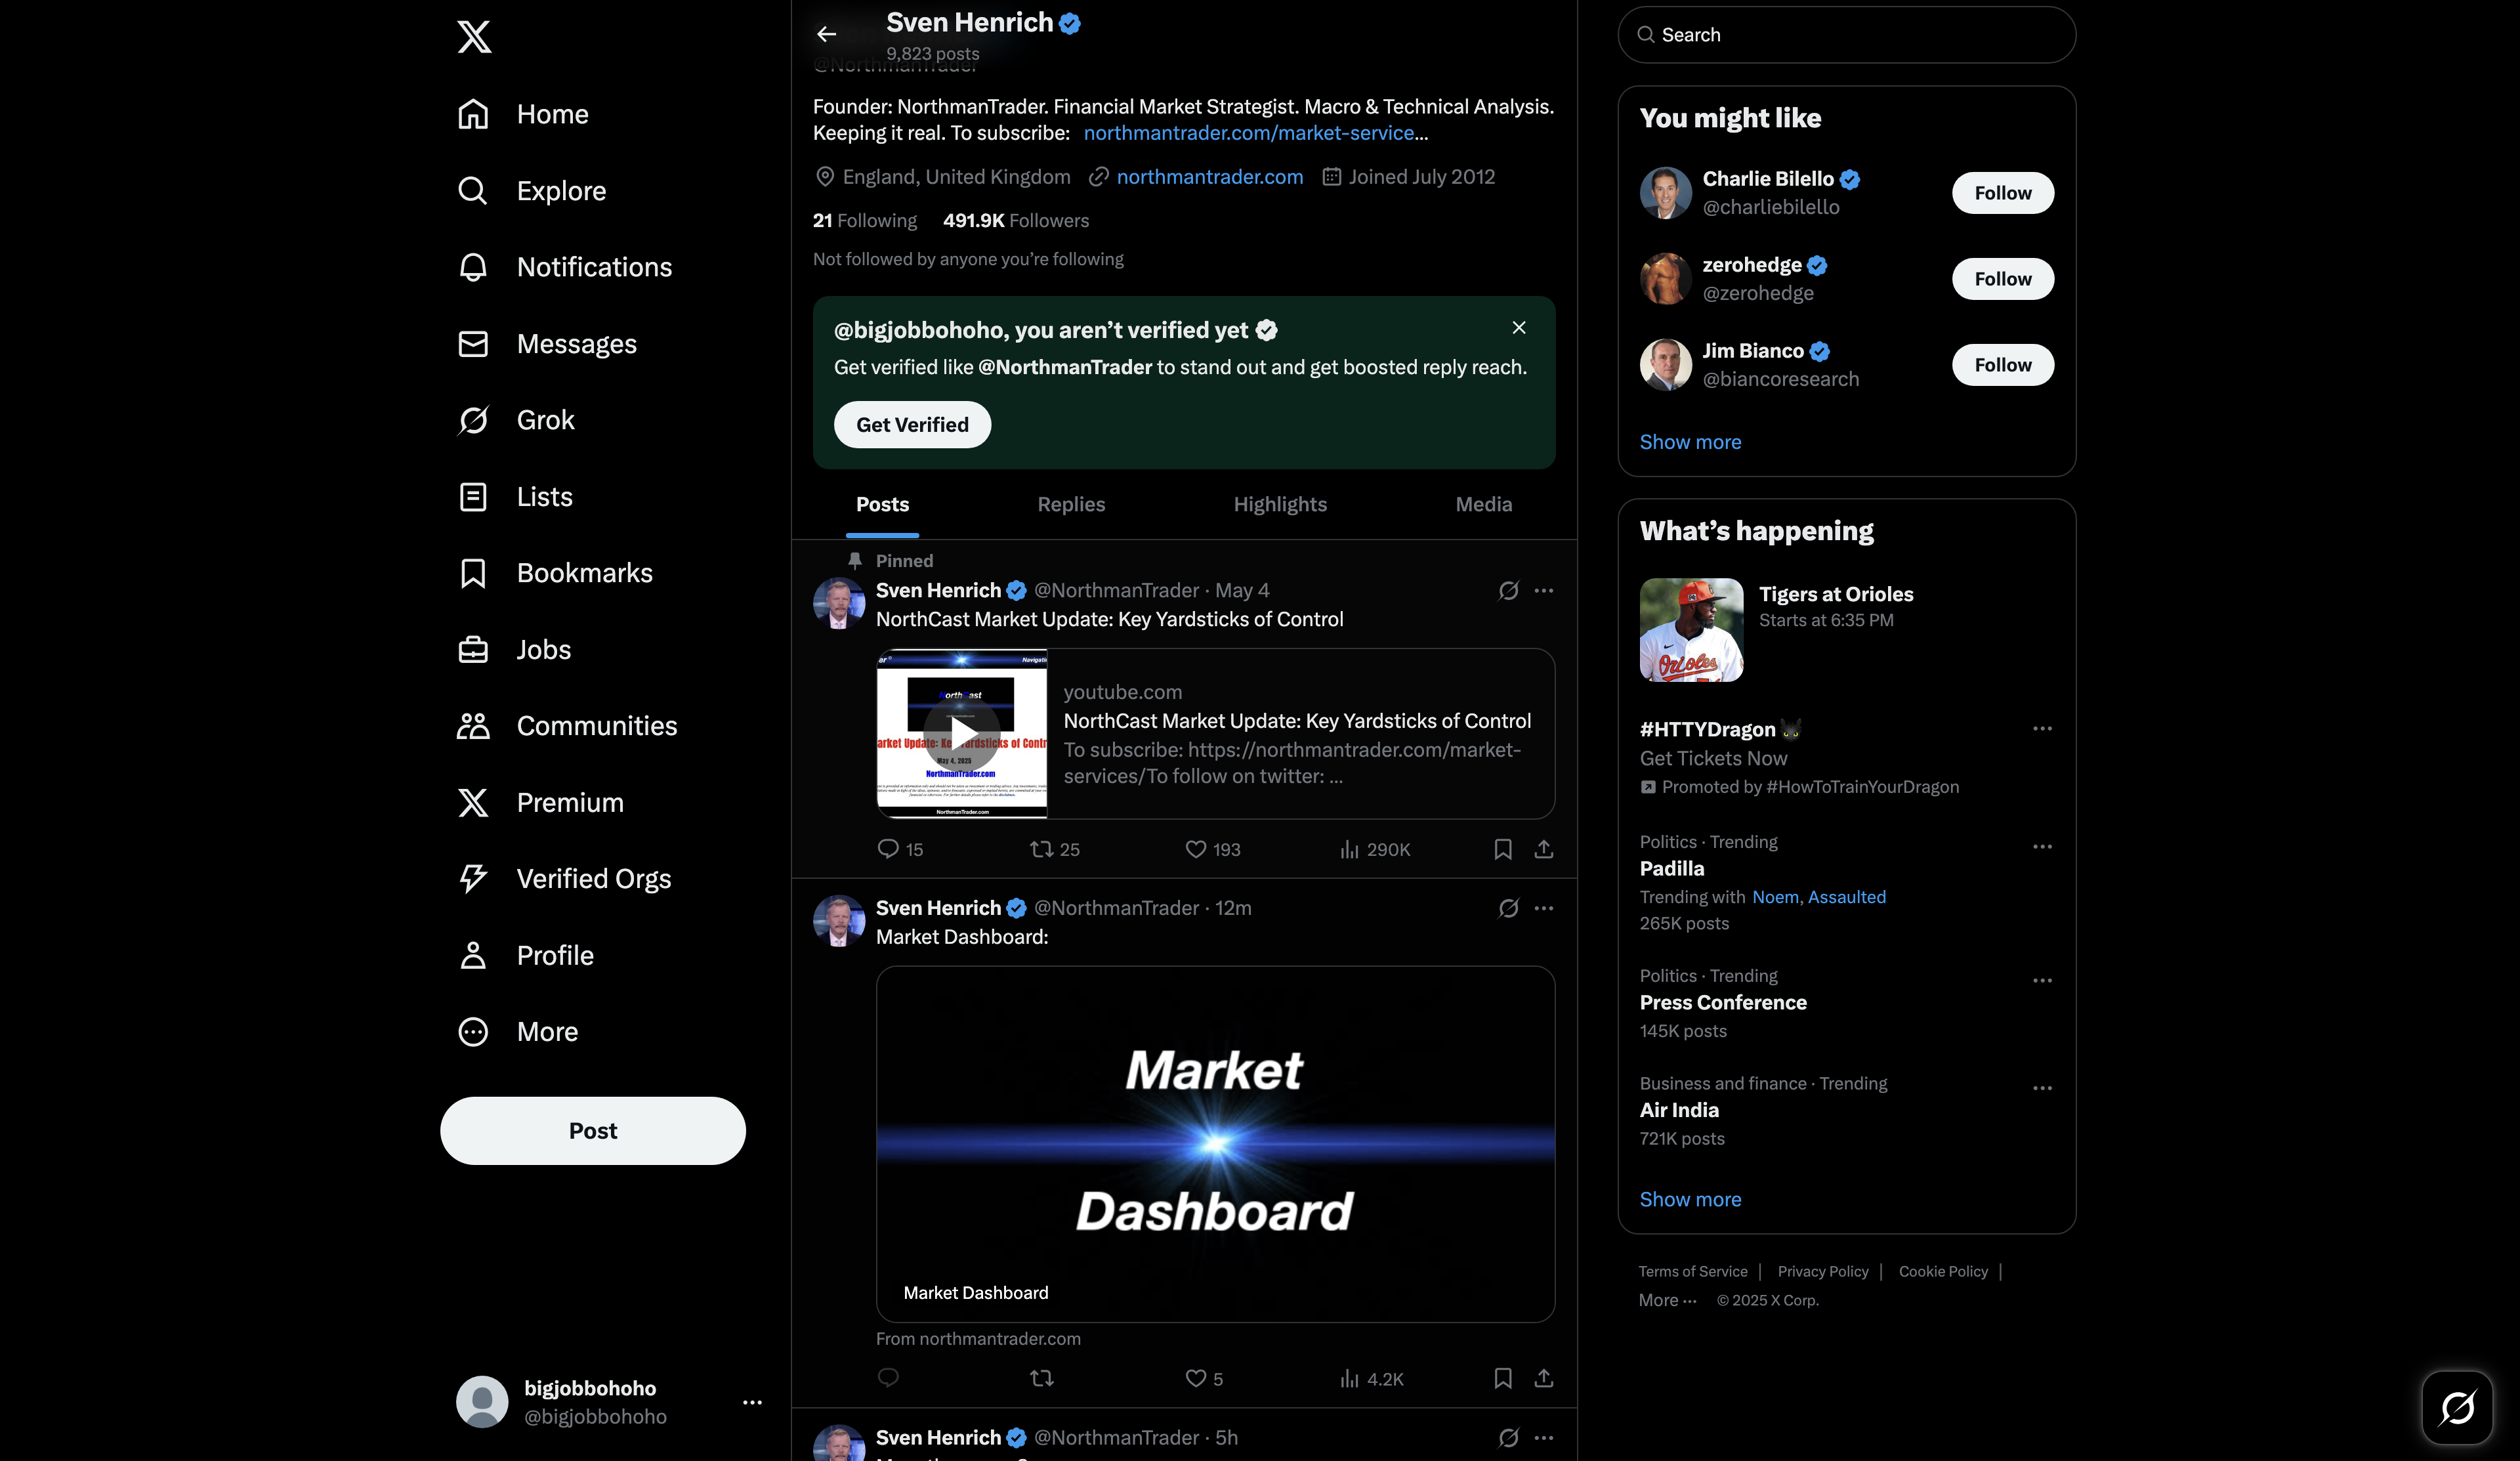 Home
Explore
Notifications
Messages
Grok
Lists
Bookmarks
Jobs
Communities
Premium
Verified Orgs
Profile
More
Post
bigjobbohoho
@bigjobbohoho
Sven Henrich
9,823 posts
@NorthmanTrader
Founder: NorthmanTrader. Financial Market Strategist. Macro & Technical Analysis.
Keeping it real. To subscribe: northmantrader.com/market-service…
England, United Kingdom northmantrader.com Joined July 2012
21 Following 491.9K Followers
Not followed by anyone you’re following
@bigjobbohoho, you aren’t verified yet
Get verified like @NorthmanTrader to stand out and get boosted reply reach.
Get Verified
Posts Replies Highlights Media
Pinned
Sven Henrich @NorthmanTrader · May 4
NorthCast Market Update: Key Yardsticks of Control
May 4, 2025
NorthmanTrader.com
NorthmanTrader.com
youtube.com
NorthCast Market Update: Key Yardsticks of Control
To subscribe: https://northmantrader.com/market-
services/To follow on twitter: ...
15 25 193 290K
Sven Henrich @NorthmanTrader · 12m
Market Dashboard:
Market
Dashboard
Market Dashboard
From northmantrader.com
5 4.2K
Sven Henrich @NorthmanTrader · 5h
Search
You might like
Charlie Bilello
@charliebilello
Follow
zerohedge
@zerohedge
Follow
Jim Bianco
@biancoresearch
Follow
Show more
What’s happening
Orioles
Tigers at Orioles
Starts at 6:35 PM
#HTTYDragon
Get Tickets Now
Promoted by #HowToTrainYourDragon
Politics · Trending
Padilla
Trending with Noem, Assaulted
265K posts
Politics · Trending
Press Conference
145K posts
Business and finance · Trending
Air India
721K posts
Show more
Terms of Service | Privacy Policy | Cookie Policy |
More ··· © 2025 X Corp.